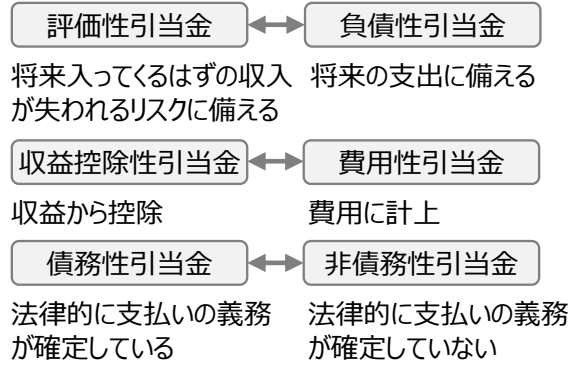 評価性引当金
負債性引当金
将来入ってくるはずの収入
が失われるリスクに備える
将来の支出に備える
収益控除性引当金
費用性引当金
収益から控除
費用に計上
債務性引当金
非債務性引当金
法律的に支払いの義務
が確定している
法律的に支払いの義務
が確定していない